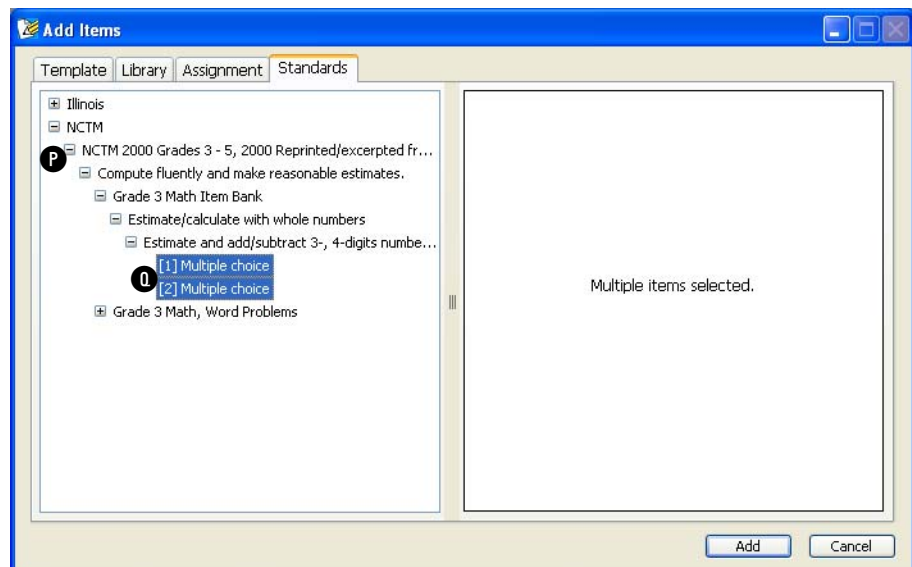 Add Items
Template Library Assignment Standards
Illinois
NCTM
P
NCTM 2000 Grades 3 - 5, 2000 Reprinted/excerpted fr...
Compute fluently and make reasonable estimates.
Grade 3 Math Item Bank
Estimate/calculate with whole numbers
Estimate and add/subtract 3-, 4-digits numbe...
[1] Multiple choice
Q
[2] Multiple choice
Grade 3 Math, Word Problems
Multiple items selected.
Add Cancel